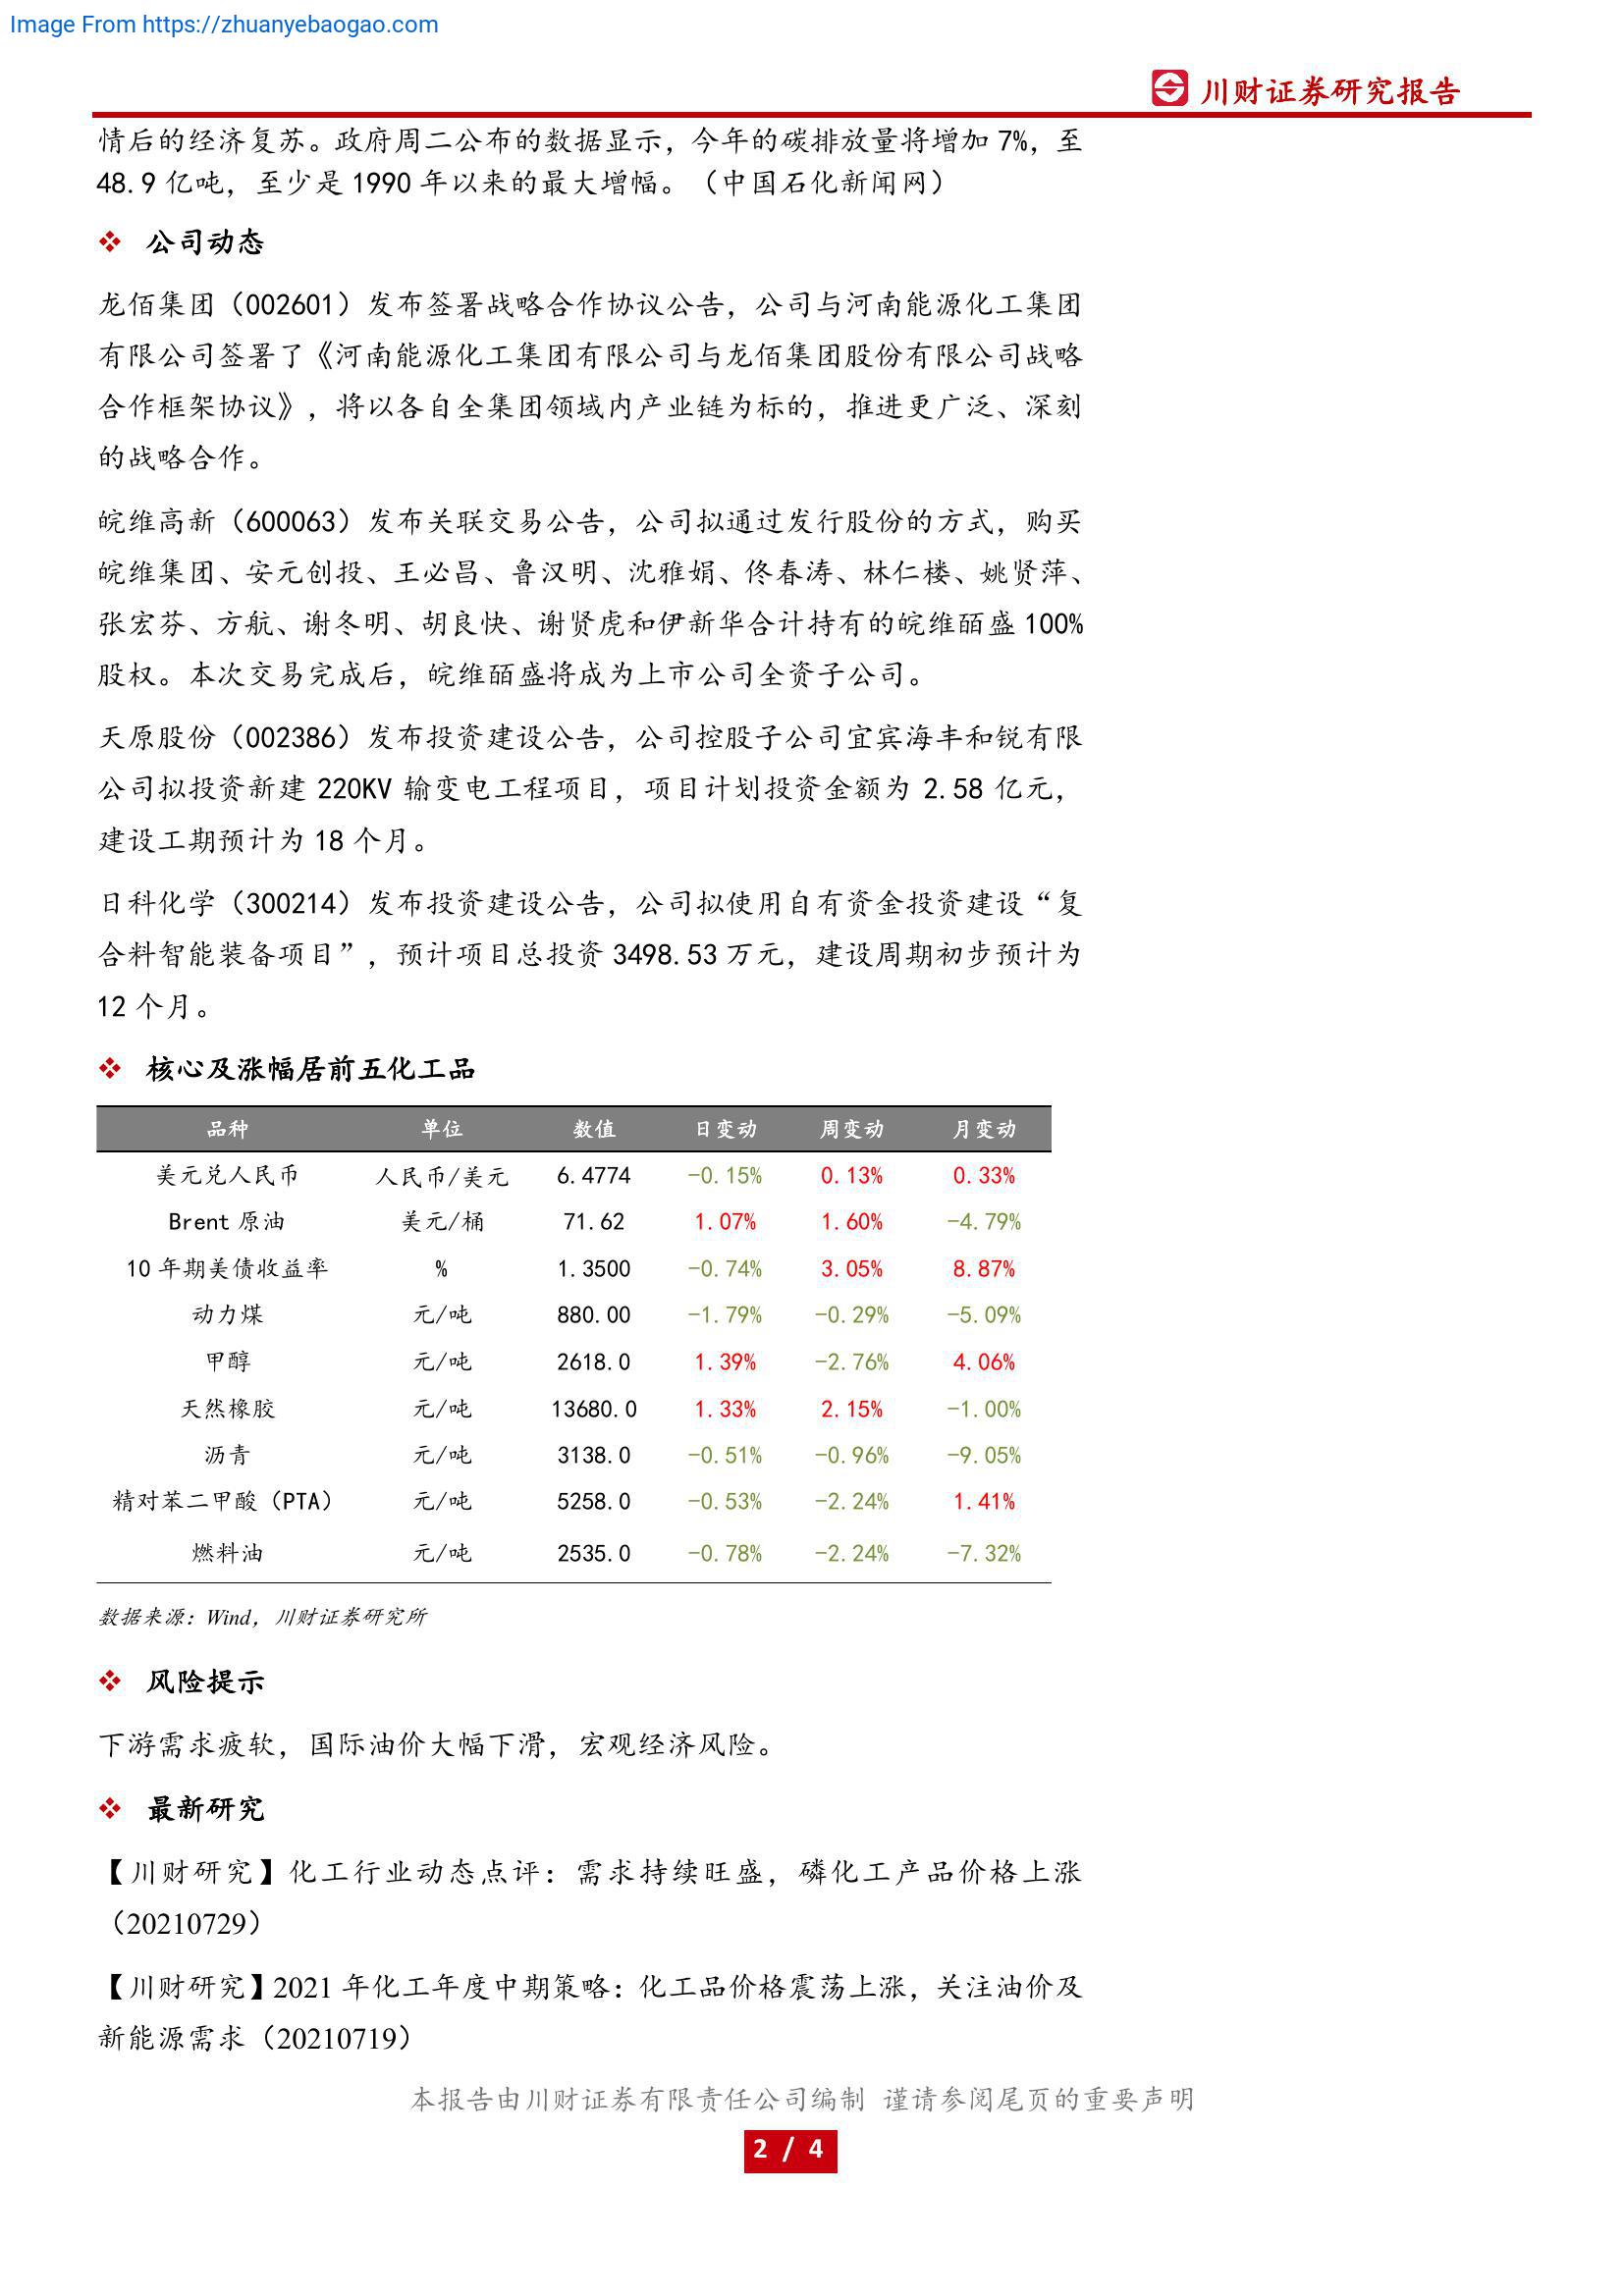 Image From https://zhuanyebaogao.com
川财证券研究报告
情后的经济复苏。政府周二公布的数据显示，今年的碳排放量将增加 7%，至
48.9 亿吨，至少是 1990 年以来的最大增幅。（中国石化新闻网）
❖ 公司动态
龙佰集团（002601）发布签署战略合作协议公告，公司与河南能源化工集团
有限公司签署了《河南能源化工集团有限公司与龙佰集团股份有限公司战略
合作框架协议》，将以各自全集团领域内产业链为标的，推进更广泛、深刻
的战略合作。
皖维高新（600063）发布关联交易公告，公司拟通过发行股份的方式，购买
皖维集团、安元创投、王必昌、鲁汉明、沈雅娟、佟春涛、林仁楼、姚贤萍、
张宏芬、方航、谢冬明、胡良快、谢贤虎和伊新华合计持有的皖维皕盛 100%
股权。本次交易完成后，皖维皕盛将成为上市公司全资子公司。
天原股份（002386）发布投资建设公告，公司控股子公司宜宾海丰和锐有限
公司拟投资新建 220KV 输变电工程项目，项目计划投资金额为 2.58 亿元，
建设工期预计为 18 个月。
日科化学（300214）发布投资建设公告，公司拟使用自有资金投资建设“复
合料智能装备项目”，预计项目总投资 3498.53 万元，建设周期初步预计为
12 个月。
❖ 核心及涨幅居前五化工品
品种 单位 数值 日变动 周变动 月变动
美元兑人民币 人民币/美元 6.4774 -0.15% 0.13% 0.33%
Brent 原油 美元/桶 71.62 1.07% 1.60% -4.79%
10 年期美债收益率 % 1.3500 -0.74% 3.05% 8.87%
动力煤 元/吨 880.00 -1.79% -0.29% -5.09%
甲醇 元/吨 2618.0 1.39% -2.76% 4.06%
天然橡胶 元/吨 13680.0 1.33% 2.15% -1.00%
沥青 元/吨 3138.0 -0.51% -0.96% -9.05%
精对苯二甲酸（PTA） 元/吨 5258.0 -0.53% -2.24% 1.41%
燃料油 元/吨 2535.0 -0.78% -2.24% -7.32%
数据来源：Wind，川财证券研究所
❖ 风险提示
下游需求疲软，国际油价大幅下滑，宏观经济风险。
❖ 最新研究
【川财研究】化工行业动态点评：需求持续旺盛，磷化工产品价格上涨
（20210729）
【川财研究】2021 年化工年度中期策略：化工品价格震荡上涨，关注油价及
新能源需求（20210719）
本报告由川财证券有限责任公司编制 谨请参阅尾页的重要声明
2 / 4